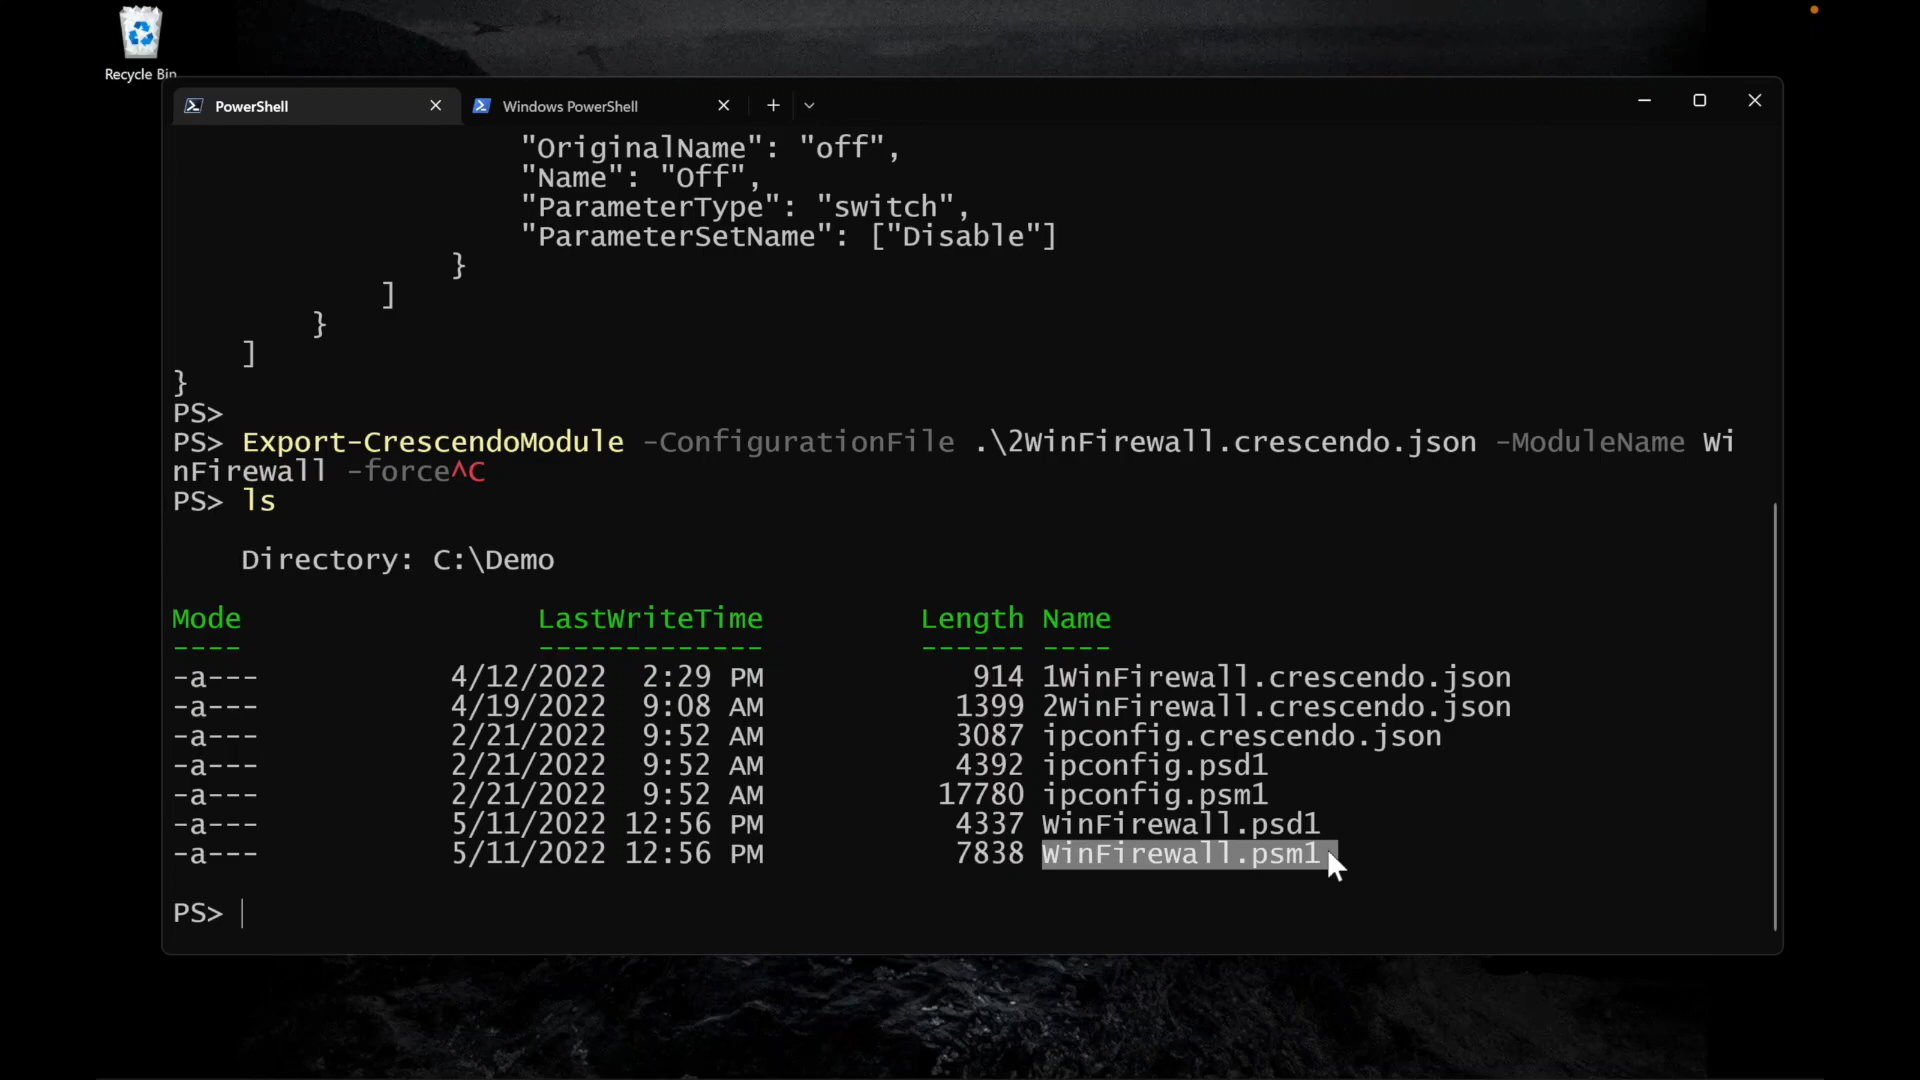 Recycle Bin
PowerShell
Windows PowerShell
"OriginalName": "off",
"Name": "Off",
"ParameterType": "switch",
"ParameterSetName": ["Disable"]
}
]
}
]
}
PS>
PS> Export-CrescendoModule -ConfigurationFile .\2WinFirewall.crescendo.json -ModuleName Wi
nFirewall -force^C
PS> ls
Directory: C:\Demo
Mode LastWriteTime Length Name
---- ------------- ------ ----
-a--- 4/12/2022 2:29 PM 914 1WinFirewall.crescendo.json
-a--- 4/19/2022 9:08 AM 1399 2WinFirewall.crescendo.json
-a--- 2/21/2022 9:52 AM 3087 ipconfig.crescendo.json
-a--- 2/21/2022 9:52 AM 4392 ipconfig.psd1
-a--- 2/21/2022 9:52 AM 17780 ipconfig.psm1
-a--- 5/11/2022 12:56 PM 4337 WinFirewall.psd1
-a--- 5/11/2022 12:56 PM 7838 WinFirewall.psm1
PS>